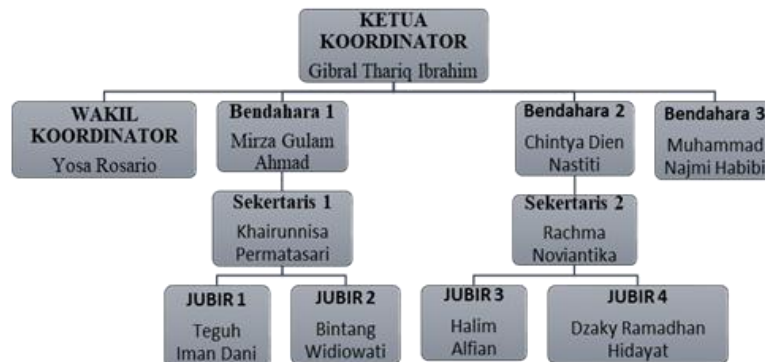 KETUA
KOORDINATOR
Gibral Thariq Ibrahim
WAKIL
KOORDINATOR
Yosa Rosario
Bendahara 1
Mirza Gulam
Ahmad
Bendahara 2
Chintya Dien
Nastiti
Bendahara 3
Muhammad
Najmi Habibi
Sekertaris 1
Khairunnisa
Permatasari
Sekertaris 2
Rachma
Noviantika
JUBIR 1
Teguh
Iman Dani
JUBIR 2
Bintang
Widiowati
JUBIR 3
Halim
Alfian
JUBIR 4
Dzaky Ramadhan
Hidayat